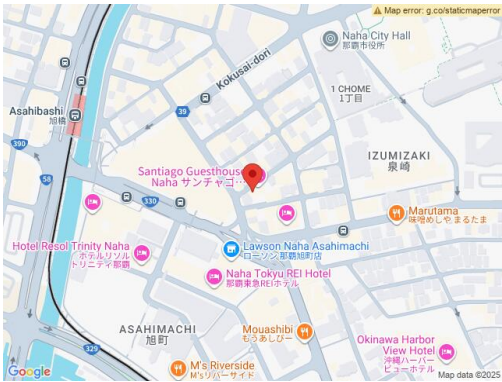 Map error: g.co/staticmaperror
Naha City Hall
那覇市役所
Kokusai-dori
1 CHOME
1丁目
39
Asahibashi
旭橋
390
58
IZUMIZAKI
泉崎
Santiago Guesthouse
Naha サンチャゴ…
330
Marutama
味噌めしや まるたま
Lawson Naha Asahimachi
ローソン 那覇旭町店
Hotel Resol Trinity Naha
ホテルリソル
トリニティ那覇
Naha Tokyu REI Hotel
那覇東急REIホテル
ASAHIMACHI
旭町
Mouashibi
もうあしびー
329
Okinawa Harbor
View Hotel
沖縄ハーバー
ビューホテル
M's Riverside
M'sリバーサイド
Google
Map data ©2025